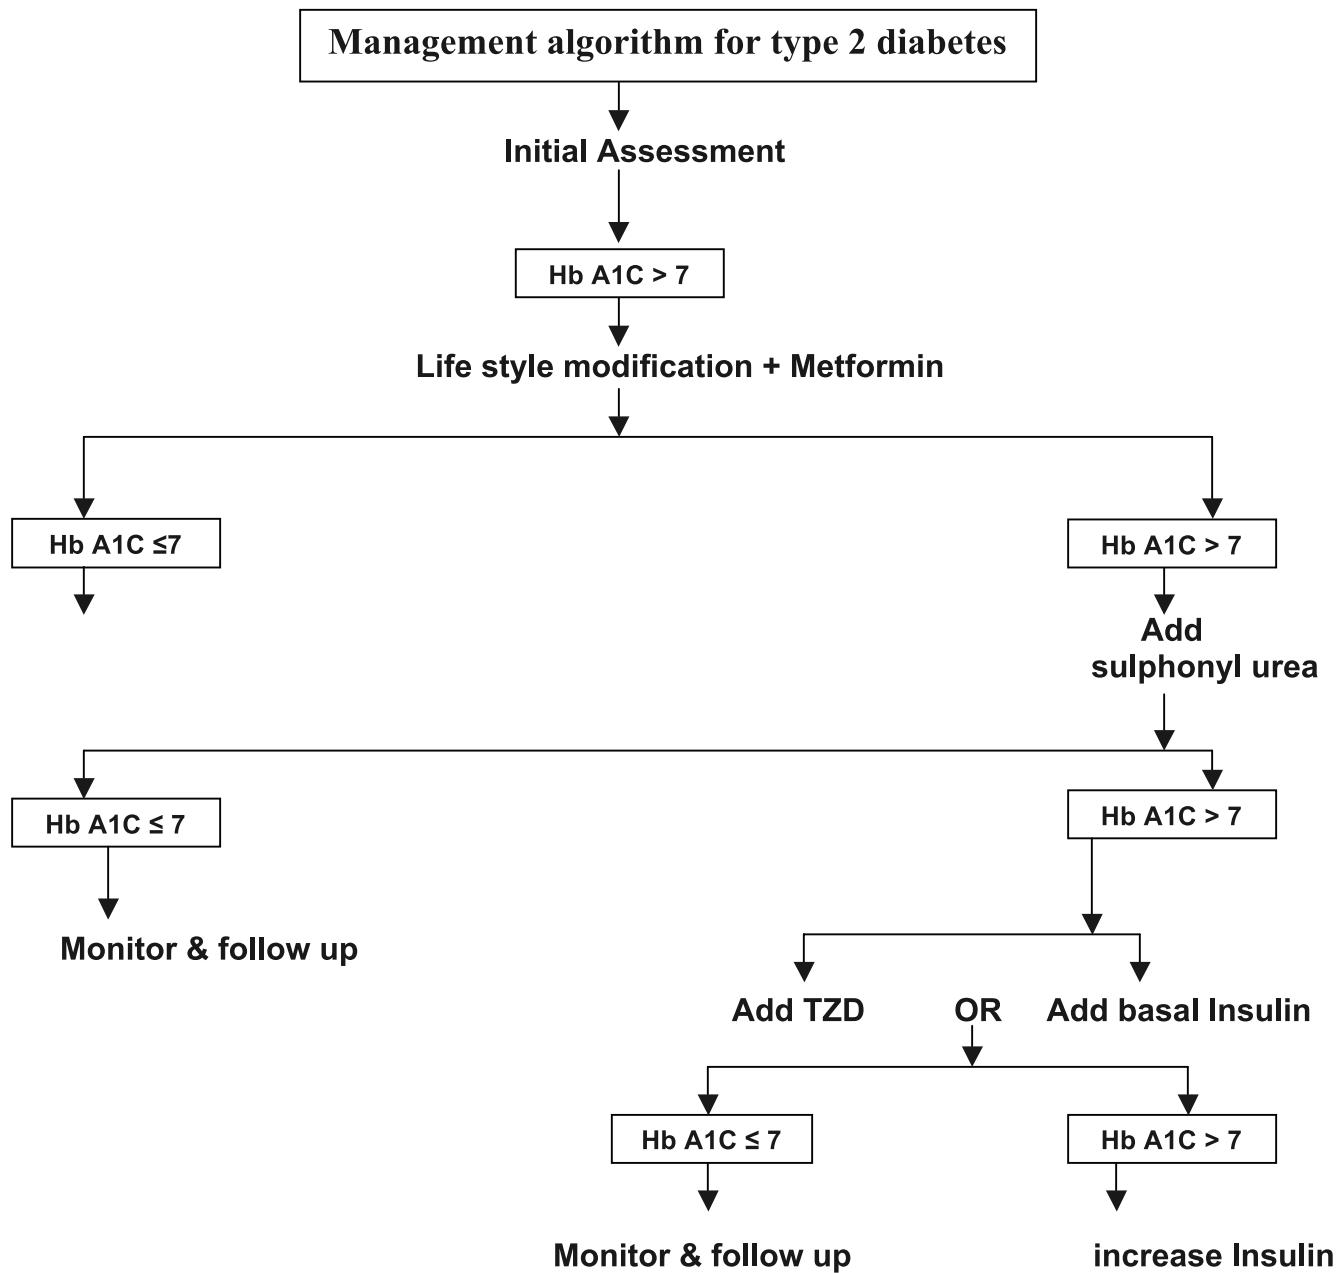 Management algorithm for type 2 diabetes
Initial Assessment
Hb A1C > 7
Life style modification + Metformin
Hb A1C ≤7
Hb A1C > 7
Add
sulphonyl urea
Hb A1C ≤ 7
Hb A1C > 7
Monitor & follow up
Add TZD OR Add basal Insulin
Hb A1C ≤ 7
Hb A1C > 7
Monitor & follow up
increase Insulin